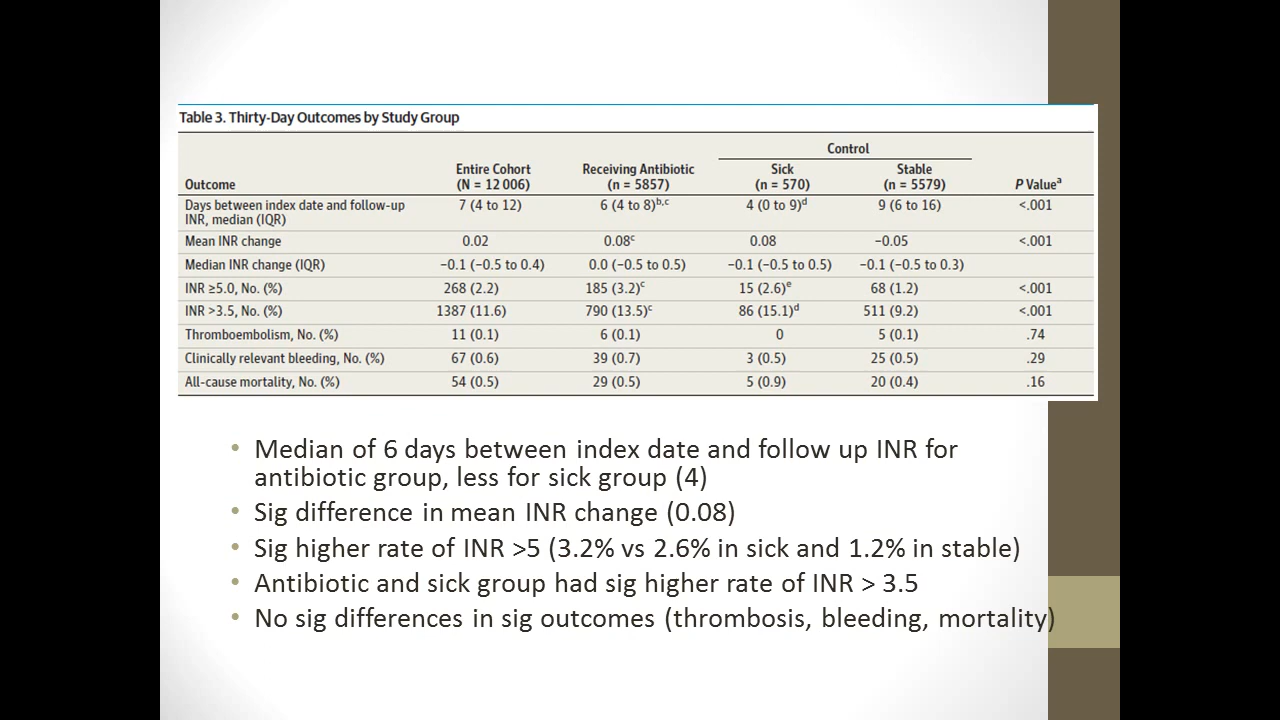 Table 3. Thirty-Day Outcomes by Study Group
Control
Entire Cohort Receiving Antibiotic Sick Stable
Outcome (N = 12 006) (n = 5857) (n = 570) (n = 5579) P Valueᵃ
Days between index date and follow-up 7 (4 to 12) 6 (4 to 8)ᵇ,ᶜ 4 (0 to 9)ᵈ 9 (6 to 16) <.001
INR, median (IQR)
Mean INR change 0.02 0.08ᶜ 0.08 −0.05 <.001
Median INR change (IQR) −0.1 (−0.5 to 0.4) 0.0 (−0.5 to 0.5) −0.1 (−0.5 to 0.5) −0.1 (−0.5 to 0.3)
INR ≥5.0, No. (%) 268 (2.2) 185 (3.2)ᶜ 15 (2.6)ᵉ 68 (1.2) <.001
INR >3.5, No. (%) 1387 (11.6) 790 (13.5)ᶜ 86 (15.1)ᵈ 511 (9.2) <.001
Thromboembolism, No. (%) 11 (0.1) 6 (0.1) 0 5 (0.1) .74
Clinically relevant bleeding, No. (%) 67 (0.6) 39 (0.7) 3 (0.5) 25 (0.5) .29
All-cause mortality, No. (%) 54 (0.5) 29 (0.5) 5 (0.9) 20 (0.4) .16
• Median of 6 days between index date and follow up INR for
antibiotic group, less for sick group (4)
• Sig difference in mean INR change (0.08)
• Sig higher rate of INR >5 (3.2% vs 2.6% in sick and 1.2% in stable)
• Antibiotic and sick group had sig higher rate of INR > 3.5
• No sig differences in sig outcomes (thrombosis, bleeding, mortality)